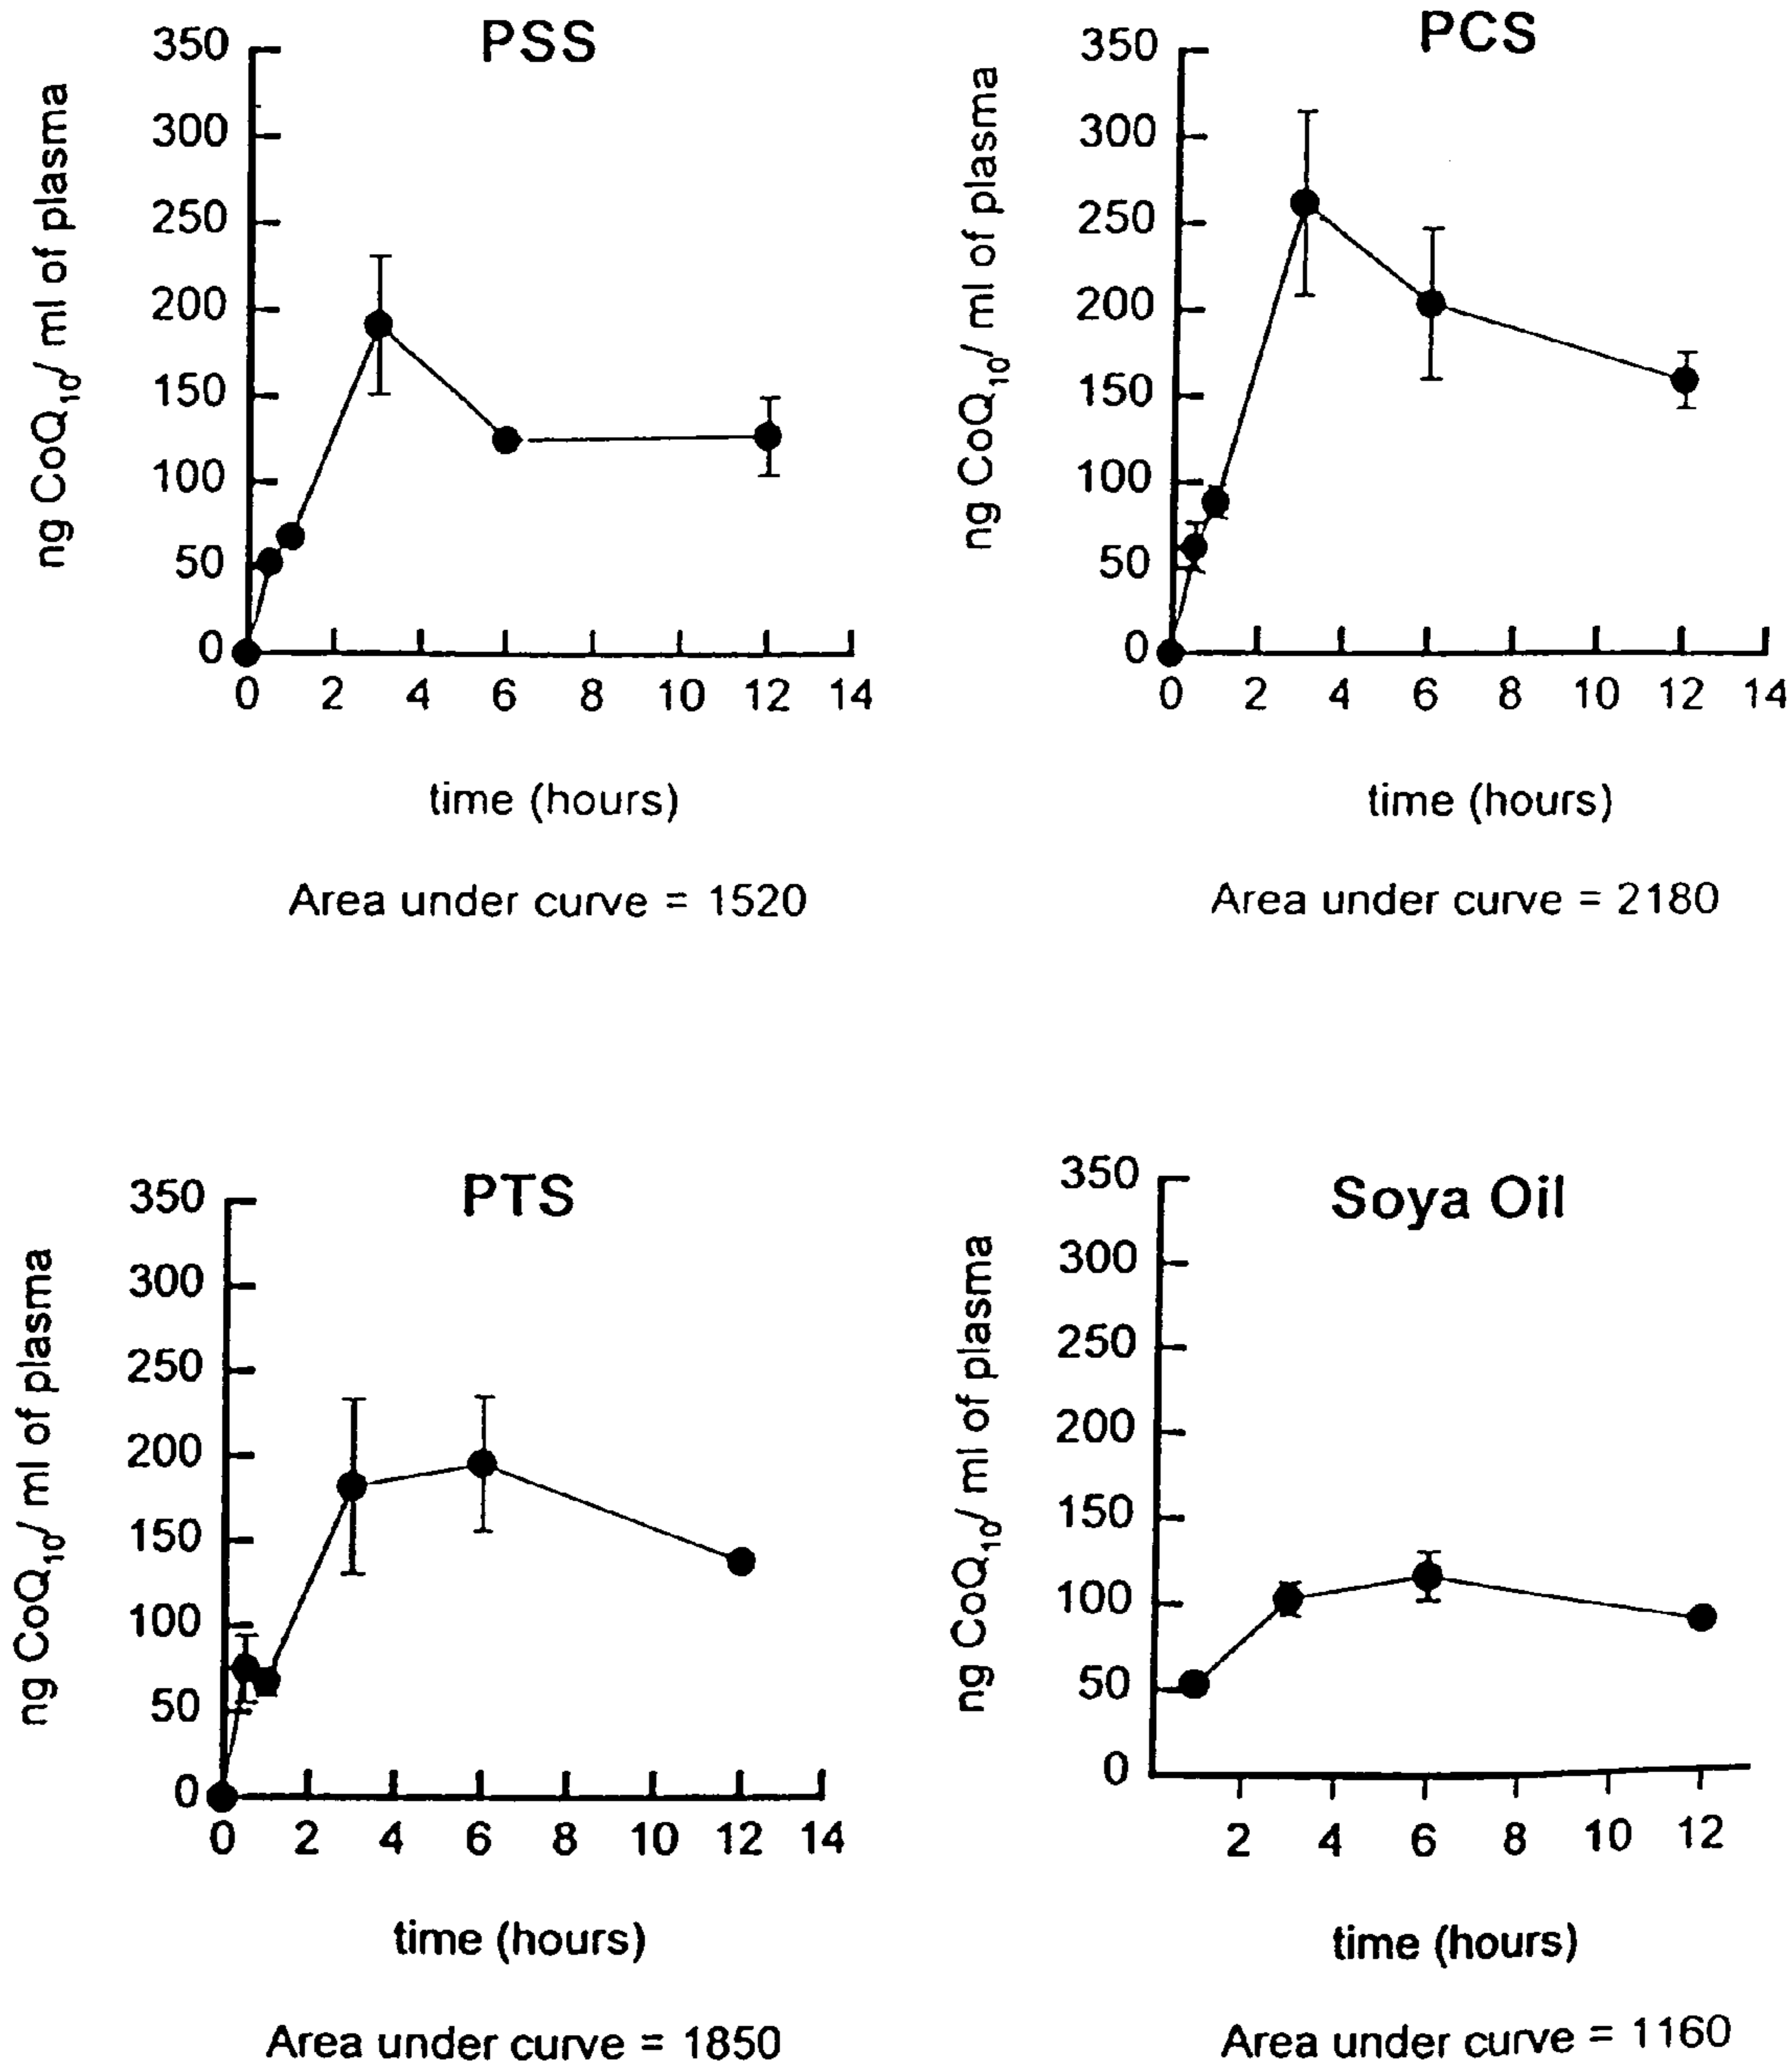 PSS
350
300
250
200
150
100
50
0
ng CoQ₁₀/ ml of plasma
0 2 4 6 8 10 12 14
time (hours)
Area under curve = 1520
PCS
350
300
250
200
150
100
50
0
ng CoQ₁₀/ ml of plasma
0 2 4 6 8 10 12 14
time (hours)
Area under curve = 2180
PTS
350
300
250
200
150
100
50
0
ng CoQ₁₀/ ml of plasma
0 2 4 6 8 10 12 14
time (hours)
Area under curve = 1850
Soya Oil
350
300
250
200
150
100
50
0
ng CoQ₁₀/ ml of plasma
2 4 6 8 10 12
time (hours)
Area under curve = 1160